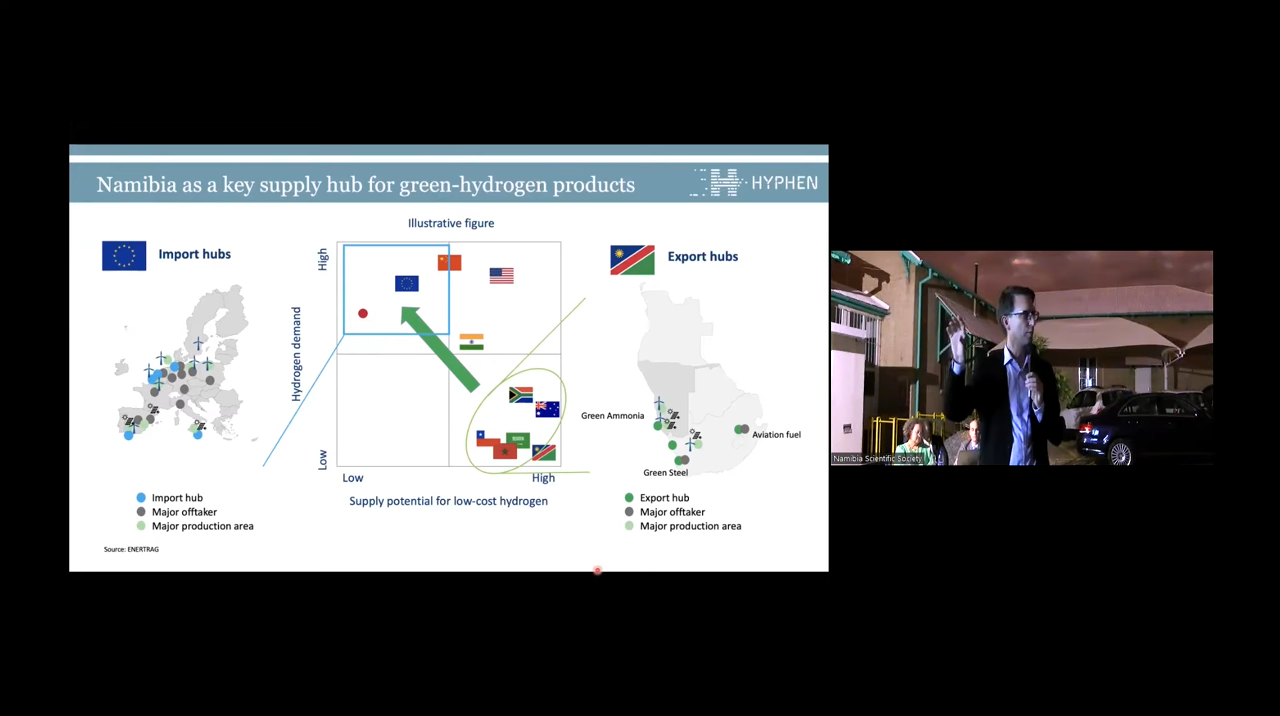 Namibia as a key supply hub for green-hydrogen products
HYPHEN
Illustrative figure
Import hubs
Export hubs
High
Hydrogen demand
Low
Low
High
Supply potential for low-cost hydrogen
Green Ammonia
Aviation fuel
Green Steel
Import hub
Major offtaker
Major production area
Export hub
Major offtaker
Major production area
Source: ENERTRAG
Namibia Scientific Society